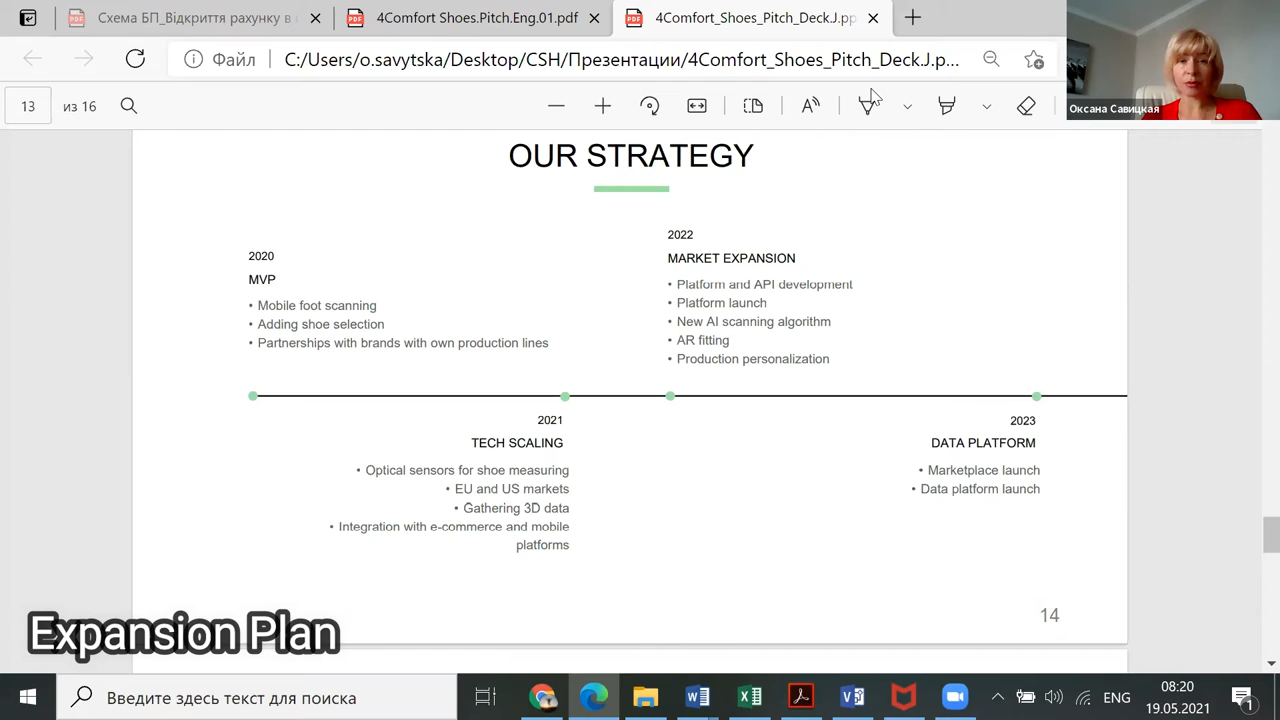 Схема БП_Відкриття рахунку в
4Comfort Shoes.Pitch.Eng.01.pdf
4Comfort_Shoes_Pitch_Deck.J.pp
Файл
C:/Users/o.savytska/Desktop/CSH/Презентации/4Comfort_Shoes_Pitch_Deck.J.p...
13 из 16
Оксана Савицкая
OUR STRATEGY
2020
MVP
• Mobile foot scanning
• Adding shoe selection
• Partnerships with brands with own production lines
2022
MARKET EXPANSION
• Platform and API development
• Platform launch
• New AI scanning algorithm
• AR fitting
• Production personalization
2021
TECH SCALING
• Optical sensors for shoe measuring
• EU and US markets
• Gathering 3D data
• Integration with e-commerce and mobile
platforms
2023
DATA PLATFORM
• Marketplace launch
• Data platform launch
14
Expansion Plan
Введите здесь текст для поиска
ENG
08:20
19.05.2021
1